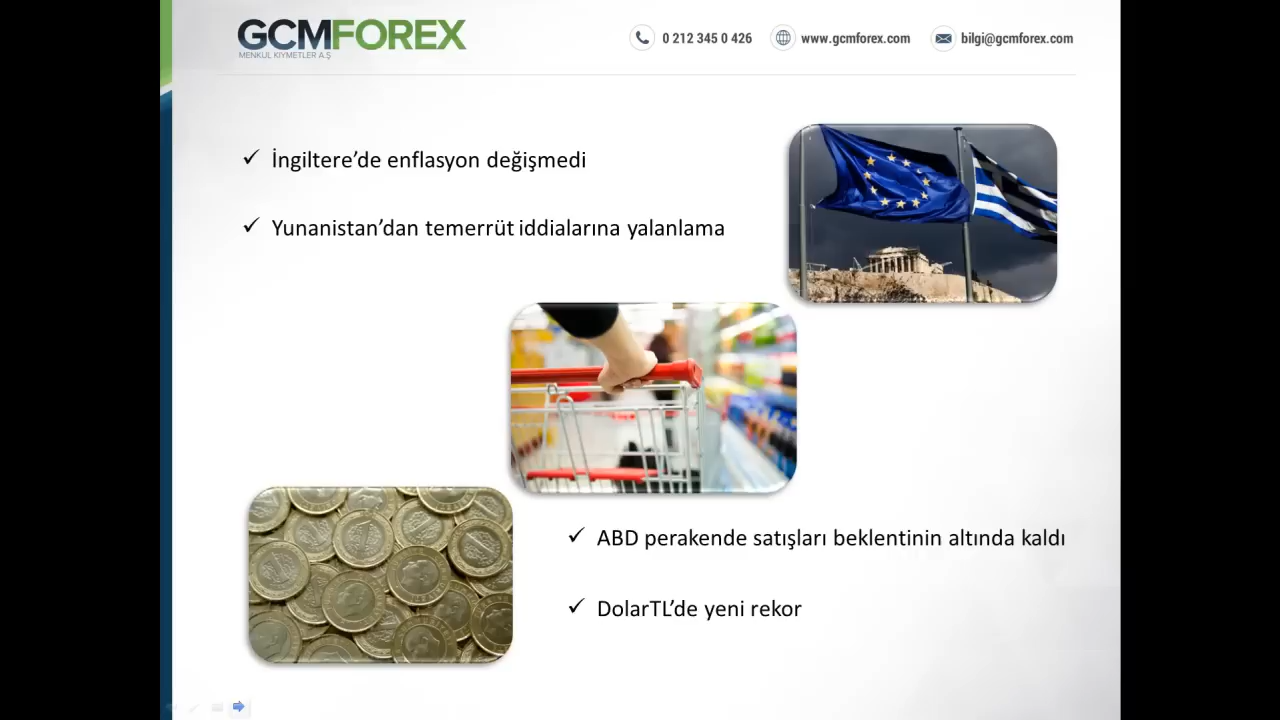 GCMFOREX
MENKUL KIYMETLER A.Ş
0 212 345 0 426
www.gcmforex.com
bilgi@gcmforex.com
İngiltere’de enflasyon değişmedi
Yunanistan’dan temerrüt iddialarına yalanlama
ABD perakende satışları beklentinin altında kaldı
DolarTL’de yeni rekor